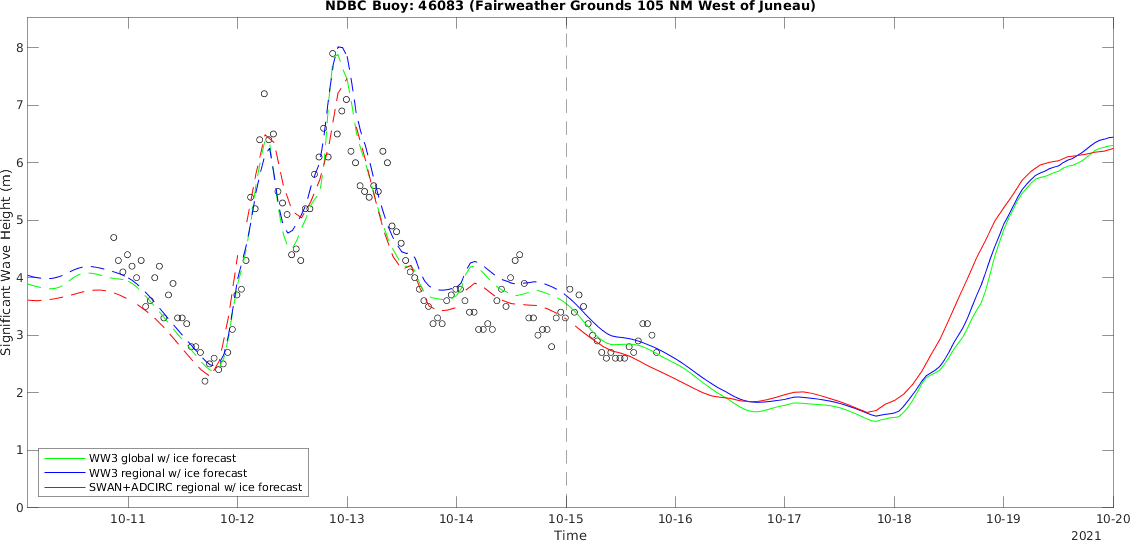 NDBC Buoy: 46083 (Fairweather Grounds 105 NM West of Juneau)
8
7
6
5
4
3
2
1
0
Significant Wave Height (m)
WW3 global w/ ice forecast
WW3 regional w/ ice forecast
SWAN+ADCIRC regional w/ ice forecast
10-11 10-12 10-13 10-14 10-15 10-16 10-17 10-18 10-19 10-20
Time
2021